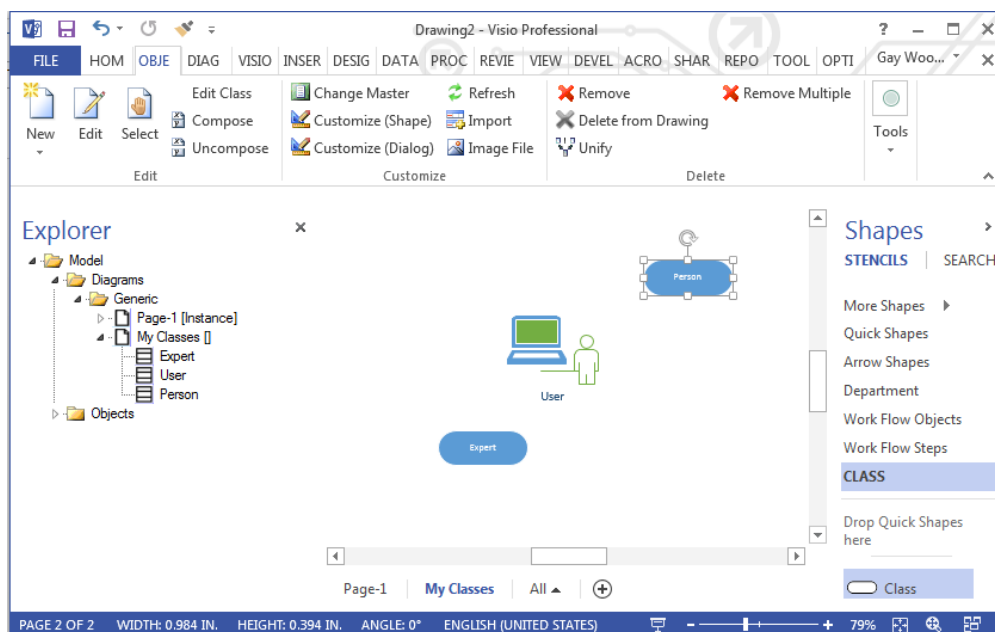 Drawing2 - Visio Professional
FILE HOM OBJE DIAG VISIO INSER DESIG DATA PROC REVIE VIEW DEVEL ACRO SHAR REPO TOOL OPTI Gay Woo...
New
Edit
Select
Edit Class
Compose
Uncompose
Edit
Change Master
Customize (Shape)
Customize (Dialog)
Refresh
Import
Image File
Customize
Remove
Delete from Drawing
Unify
Remove Multiple
Delete
Tools
Explorer
Model
Diagrams
Generic
Page-1 [Instance]
My Classes []
Expert
User
Person
Objects
Person
User
Expert
Page-1 My Classes All
Shapes
STENCILS SEARCH
More Shapes
Quick Shapes
Arrow Shapes
Department
Work Flow Objects
Work Flow Steps
CLASS
Drop Quick Shapes
here
Class
PAGE 2 OF 2 WIDTH: 0.984 IN. HEIGHT: 0.394 IN. ANGLE: 0° ENGLISH (UNITED STATES) 79%